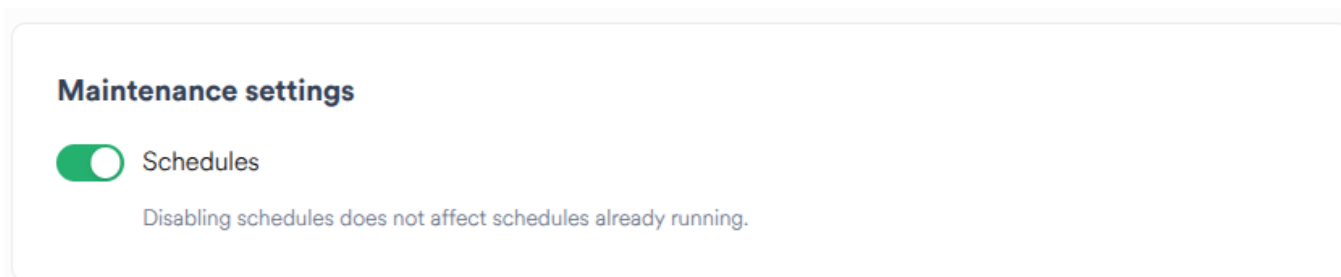 Maintenance settings
Schedules
Disabling schedules does not affect schedules already running.